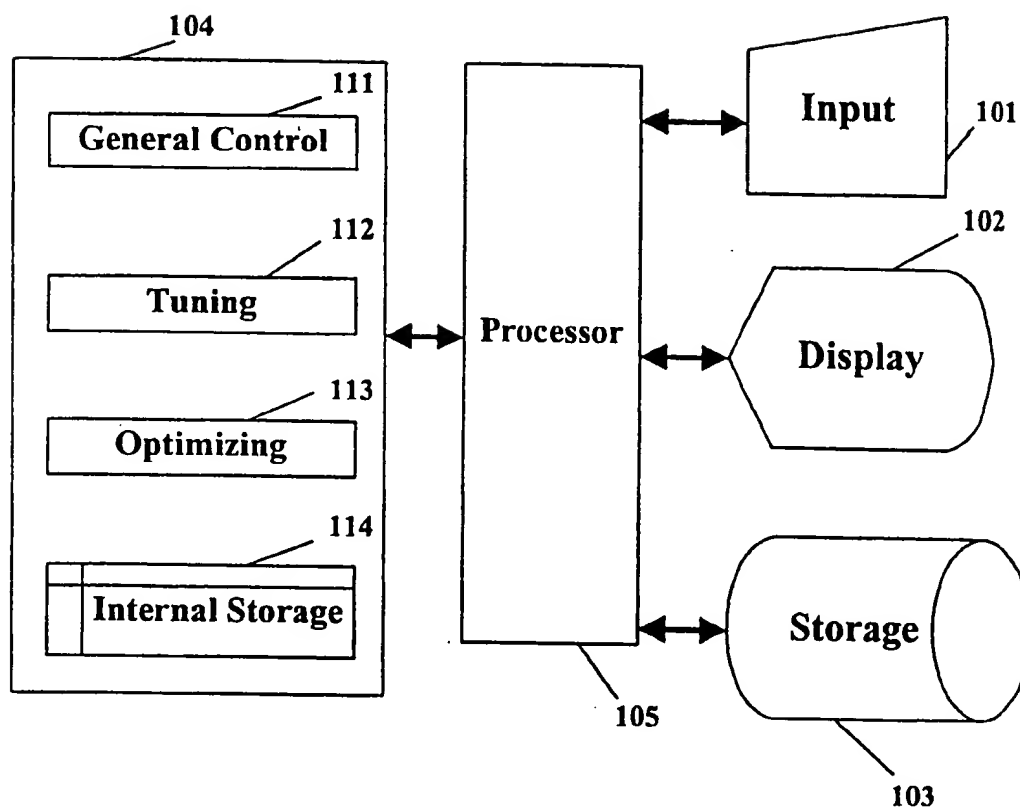 104
111
General Control
112
Tuning
113
Optimizing
114
Internal Storage
Processor
105
Input
101
102
Display
Storage
103